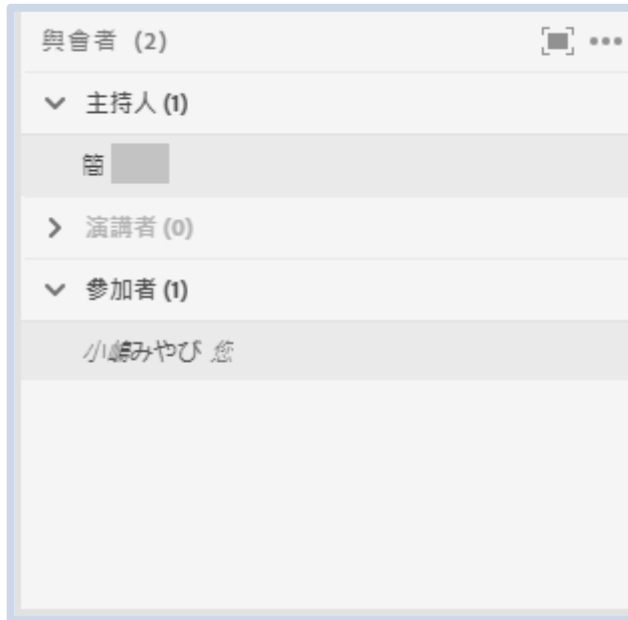 與會者 (2)
主持人 (1)
簡
演講者 (0)
參加者 (1)
小嶋みやび 您